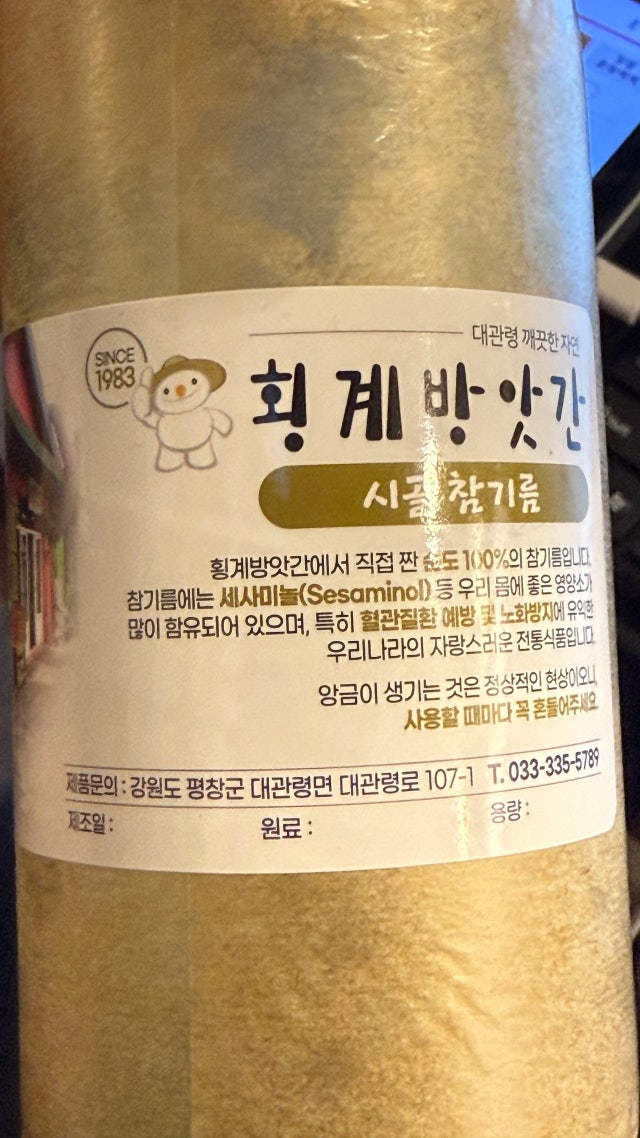 대관령 깨끗한 자연
SINCE
1983
횡계방앗간
시골 참기름
횡계방앗간에서 직접 짠 순도 100%의 참기름입니다.
참기름에는 세사미놀(Sesaminol) 등 우리 몸에 좋은 영양소가
많이 함유되어 있으며, 특히 혈관질환 예방 및 노화방지에 유익한
우리나라의 자랑스러운 전통식품입니다.
앙금이 생기는 것은 정상적인 현상이오니,
사용할 때마다 꼭 흔들어주세요.
제품문의 : 강원도 평창군 대관령면 대관령로 107-1 T. 033-335-5789
제조일 : 원료 : 용량 :